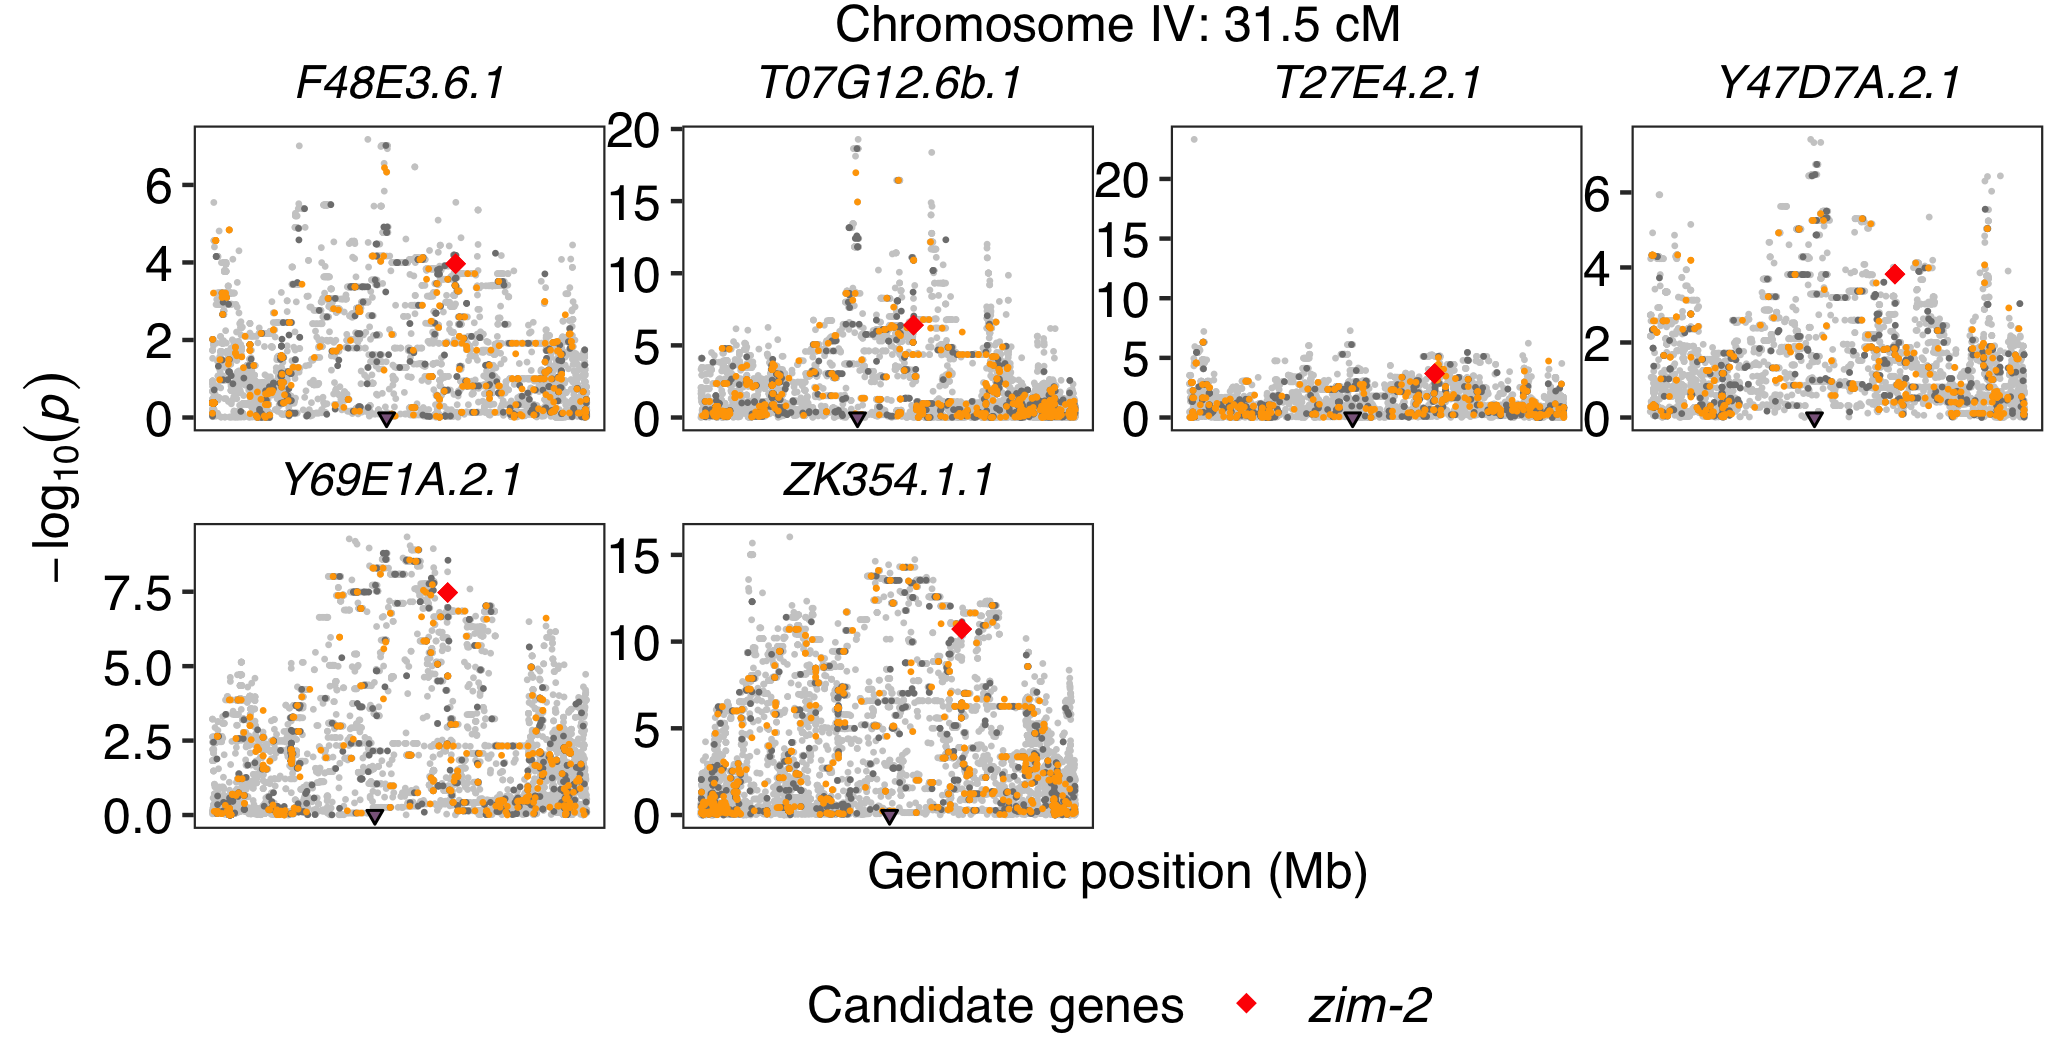 Chromosome IV: 31.5 cM
F48E3.6.1 T07G12.6b.1 T27E4.2.1 Y47D7A.2.1
6 4 2 0
20 15 10 5 0
20 15 10 5 0
6 4 2 0
−log10(p)
Y69E1A.2.1 ZK354.1.1
7.5 5.0 2.5 0.0
15 10 5 0
Genomic position (Mb)
Candidate genes zim-2